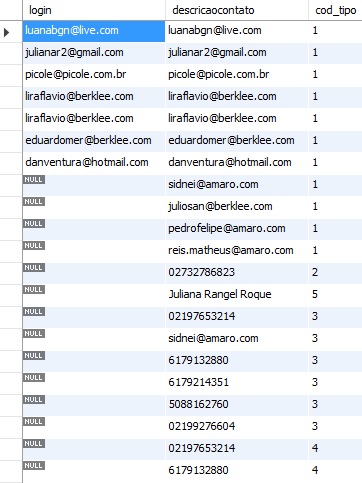 login descricaocontato cod_tipo
luanabgn@live.com luanabgn@live.com 1
julianar2@gmail.com julianar2@gmail.com 1
picole@picole.com.br picole@picole.com.br 1
liraflavio@berklee.com liraflavio@berklee.com 1
liraflavio@berklee.com liraflavio@berklee.com 1
eduardomer@berklee.com eduardomer@berklee.com 1
danventura@hotmail.com danventura@hotmail.com 1
NULL sidnei@amaro.com 1
NULL juliosan@berklee.com 1
NULL pedrofelipe@amaro.com 1
NULL reis.matheus@amaro.com 1
NULL 02732786823 2
NULL Juliana Rangel Roque 5
NULL 02197653214 3
NULL sidnei@amaro.com 3
NULL 6179132880 3
NULL 6179214351 3
NULL 5088162760 3
NULL 02199276604 3
NULL 02197653214 4
NULL 6179132880 4